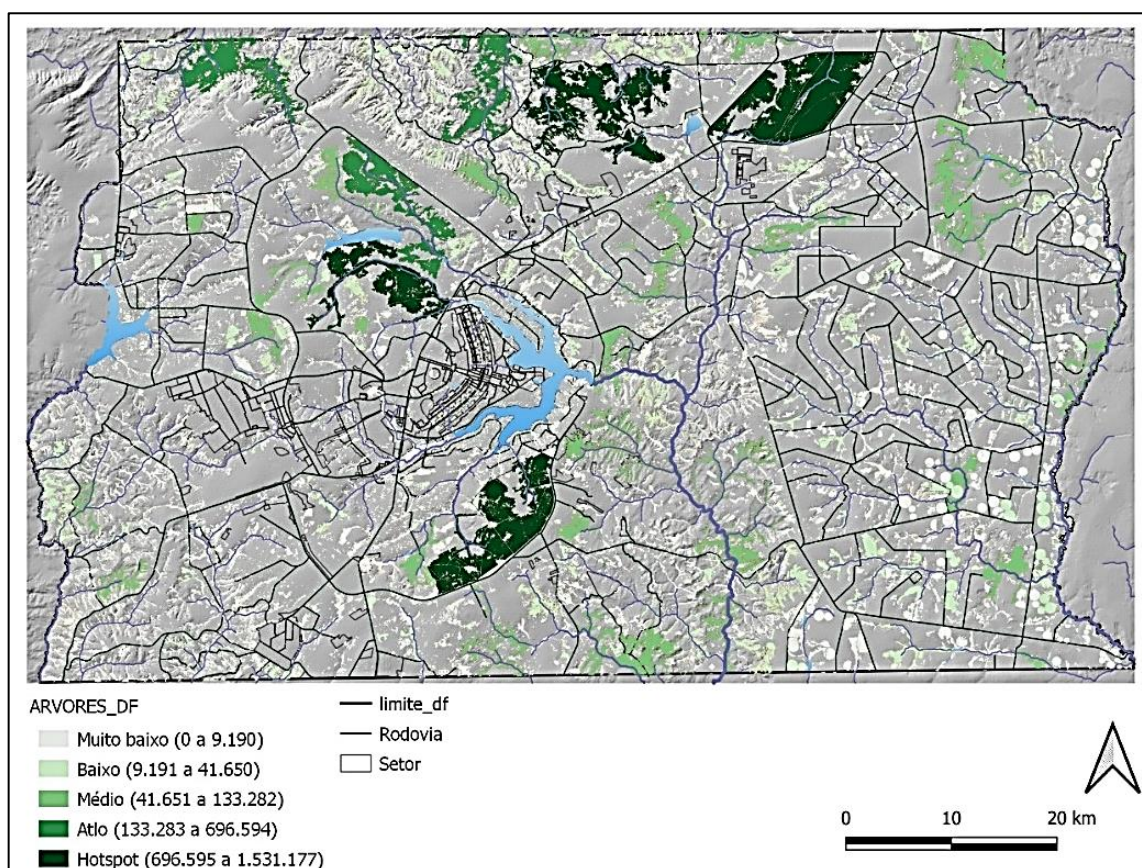 ARVORES_DF
Muito baixo (0 a 9.190)
Baixo (9.191 a 41.650)
Médio (41.651 a 133.282)
Atlo (133.283 a 696.594)
Hotspot (696.595 a 1.531.177)
limite_df
Rodovia
Setor
0 10 20 km